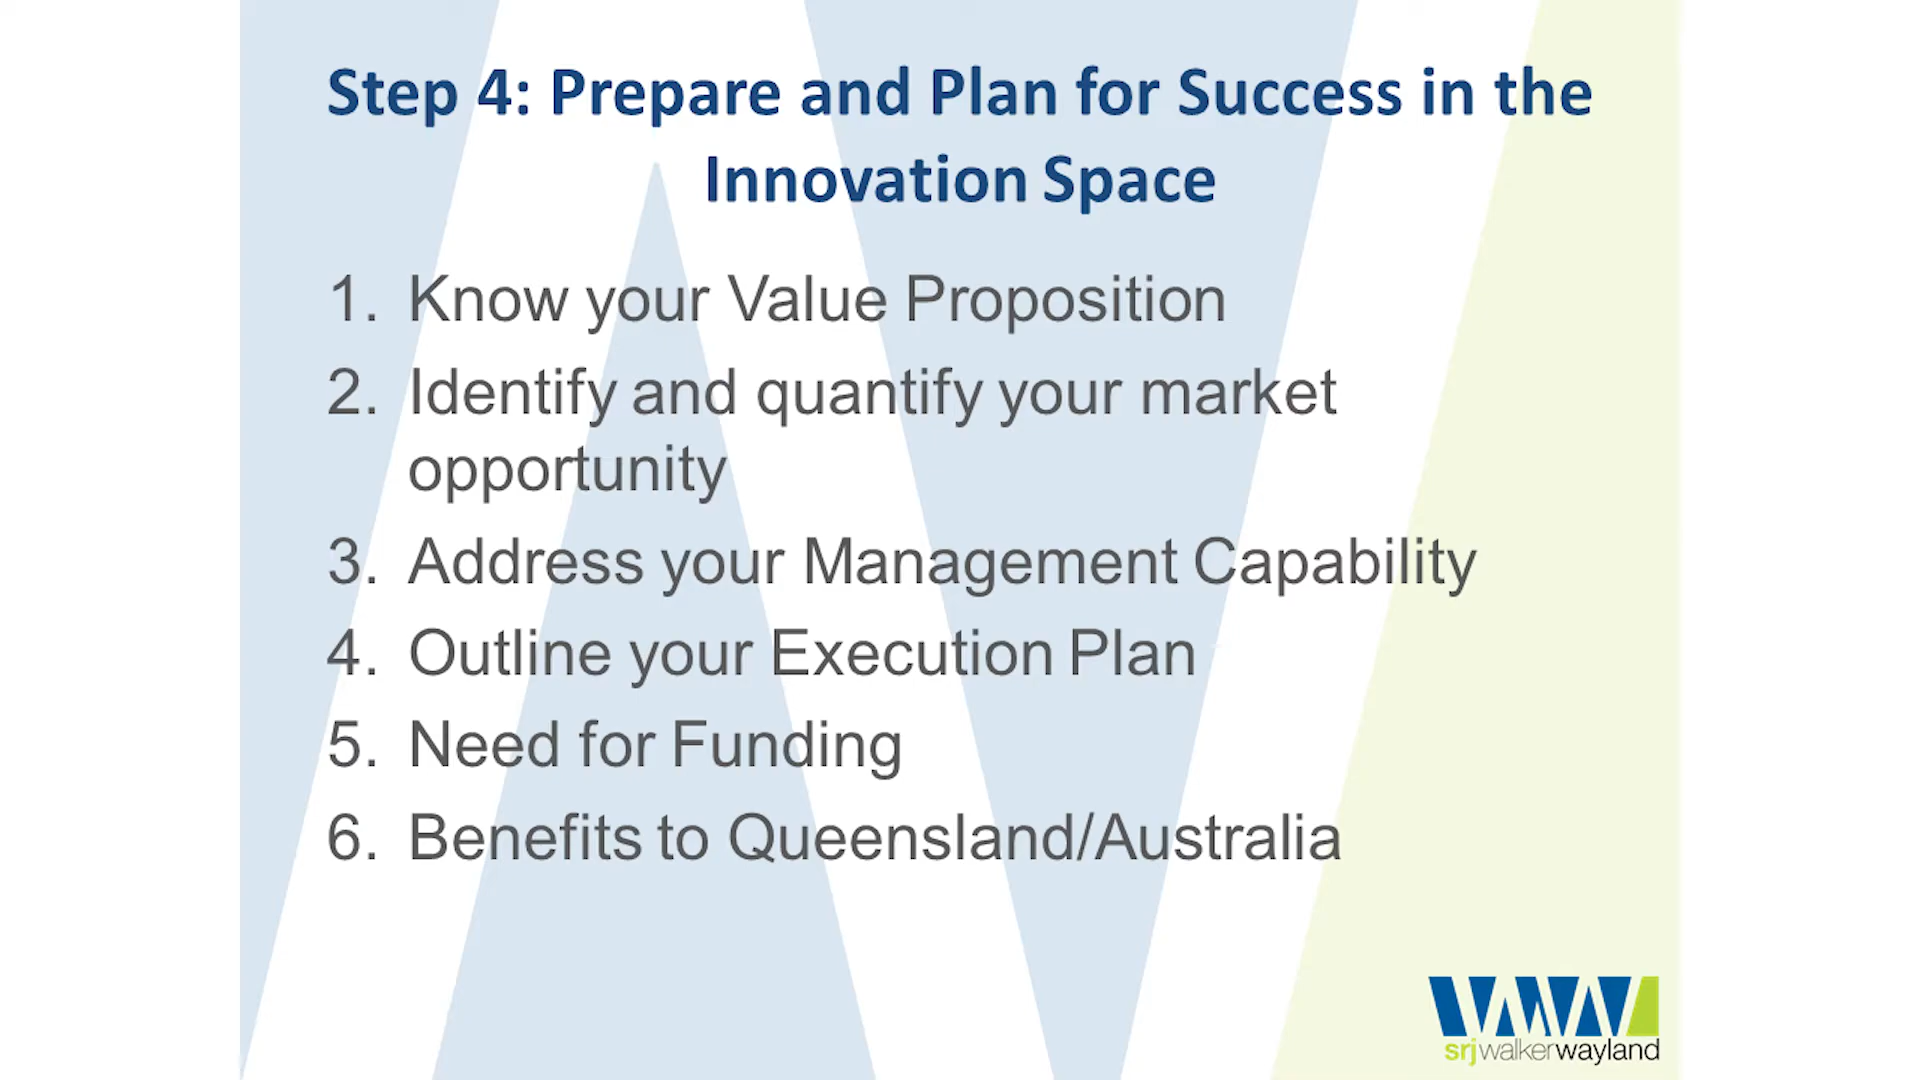 Step 4: Prepare and Plan for Success in the
Innovation Space
1. Know your Value Proposition
2. Identify and quantify your market
opportunity
3. Address your Management Capability
4. Outline your Execution Plan
5. Need for Funding
6. Benefits to Queensland/Australia
srjwalkerwayland